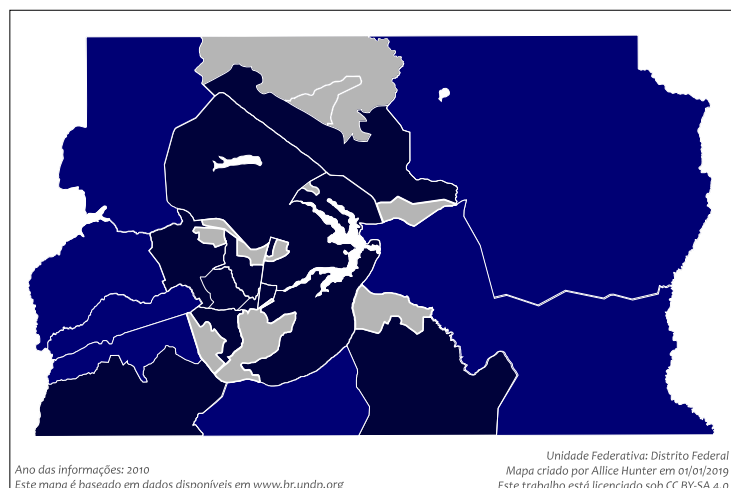 Unidade Federativa: Distrito Federal
Ano das informações: 2010
Mapa criado por Allice Hunter em 01/01/2019
Este mapa é baseado em dados disponíveis em www.br.undp.org
Este trabalho está licenciado sob CC BY-SA 4.0